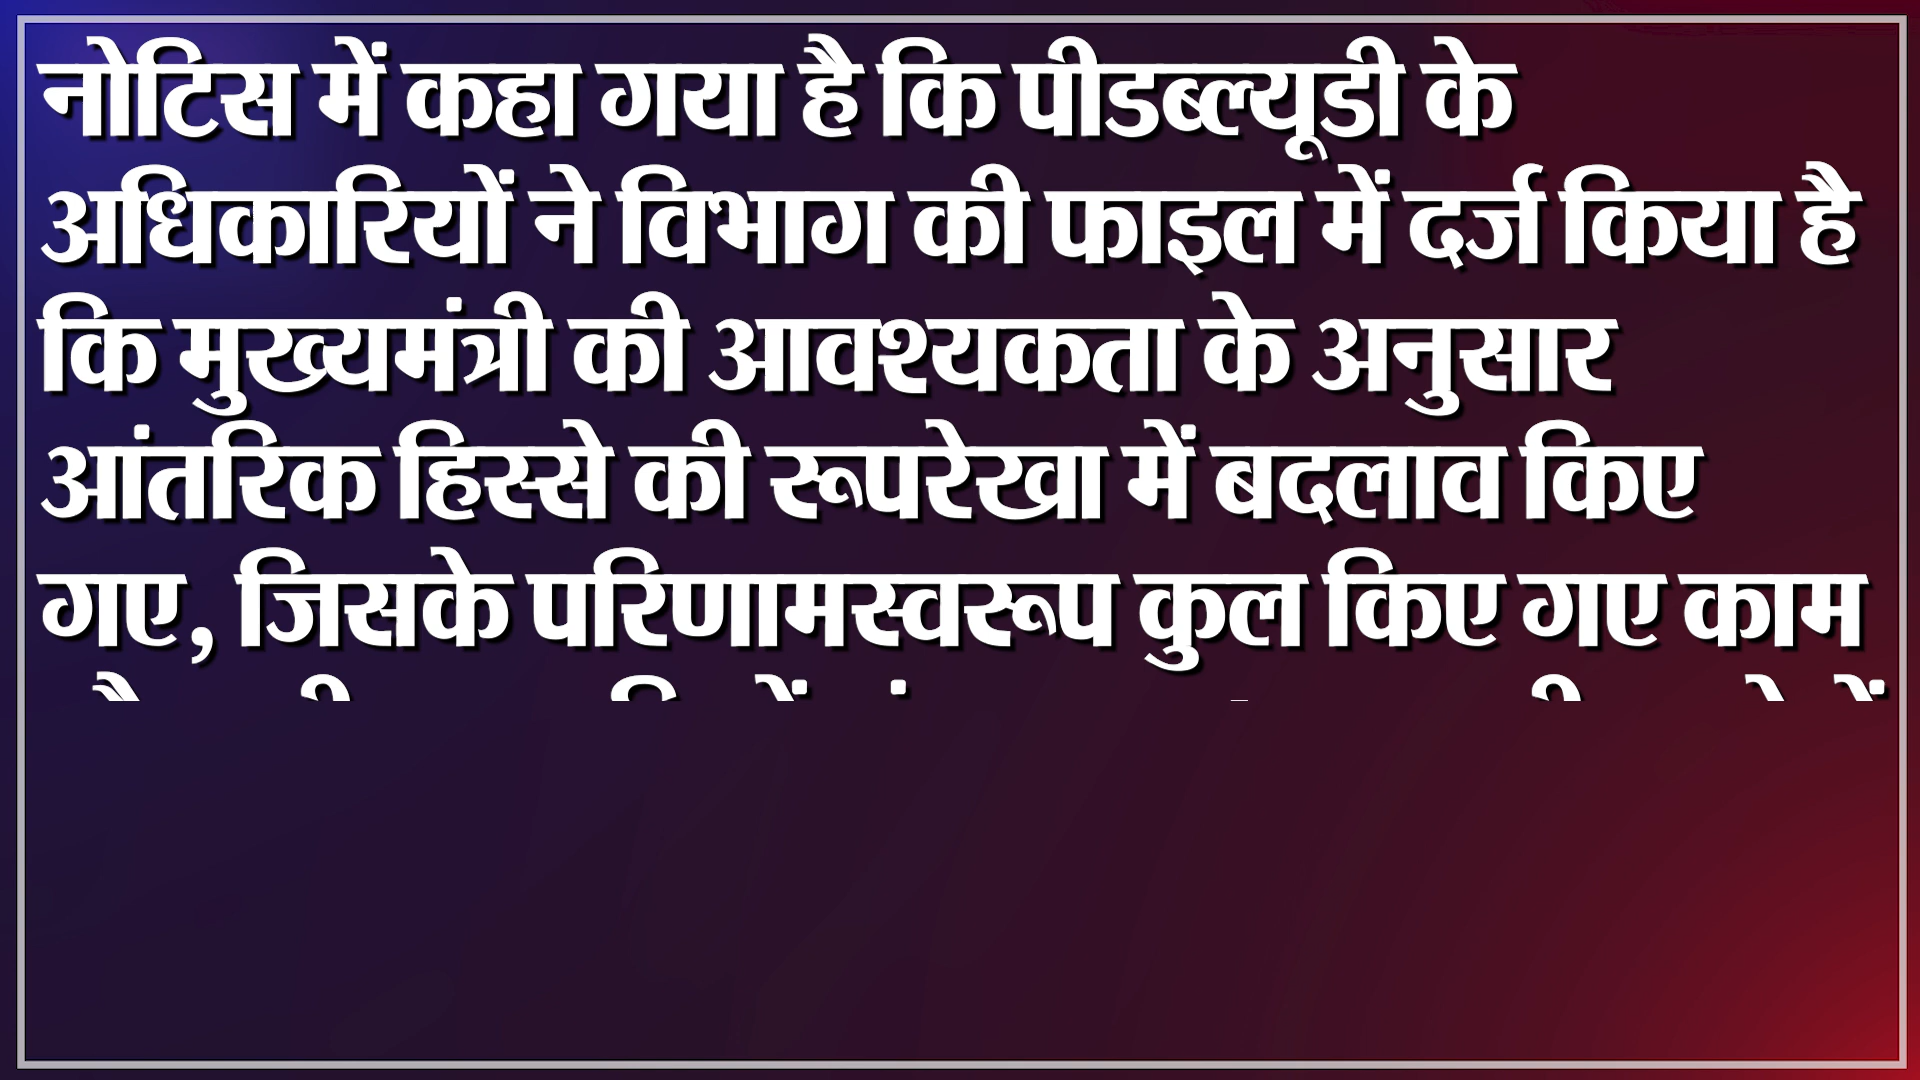 नोटिस में कहा गया है कि पीडब्ल्यूडी के
अधिकारियों ने विभाग की फाइल में दर्ज किया है
कि मुख्यमंत्री की आवश्यकता के अनुसार
आंतरिक हिस्से की रूपरेखा में बदलाव किए
गए, जिसके परिणामस्वरूप कुल किए गए काम